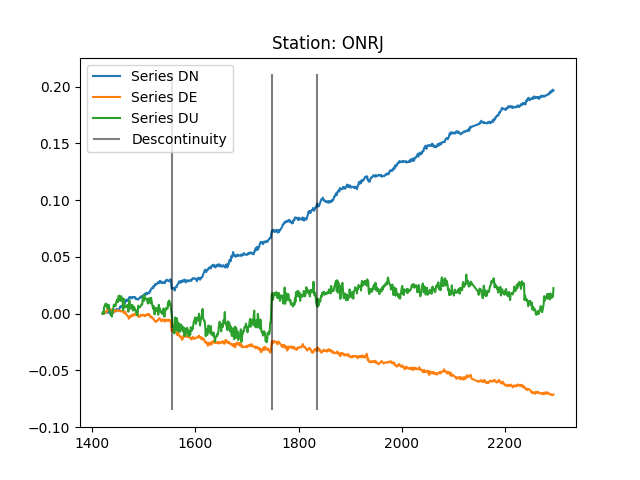 Station: ONRJ
Series DN
Series DE
Series DU
Descontinuity
0.20
0.15
0.10
0.05
0.00
−0.05
−0.10
1400 1600 1800 2000 2200